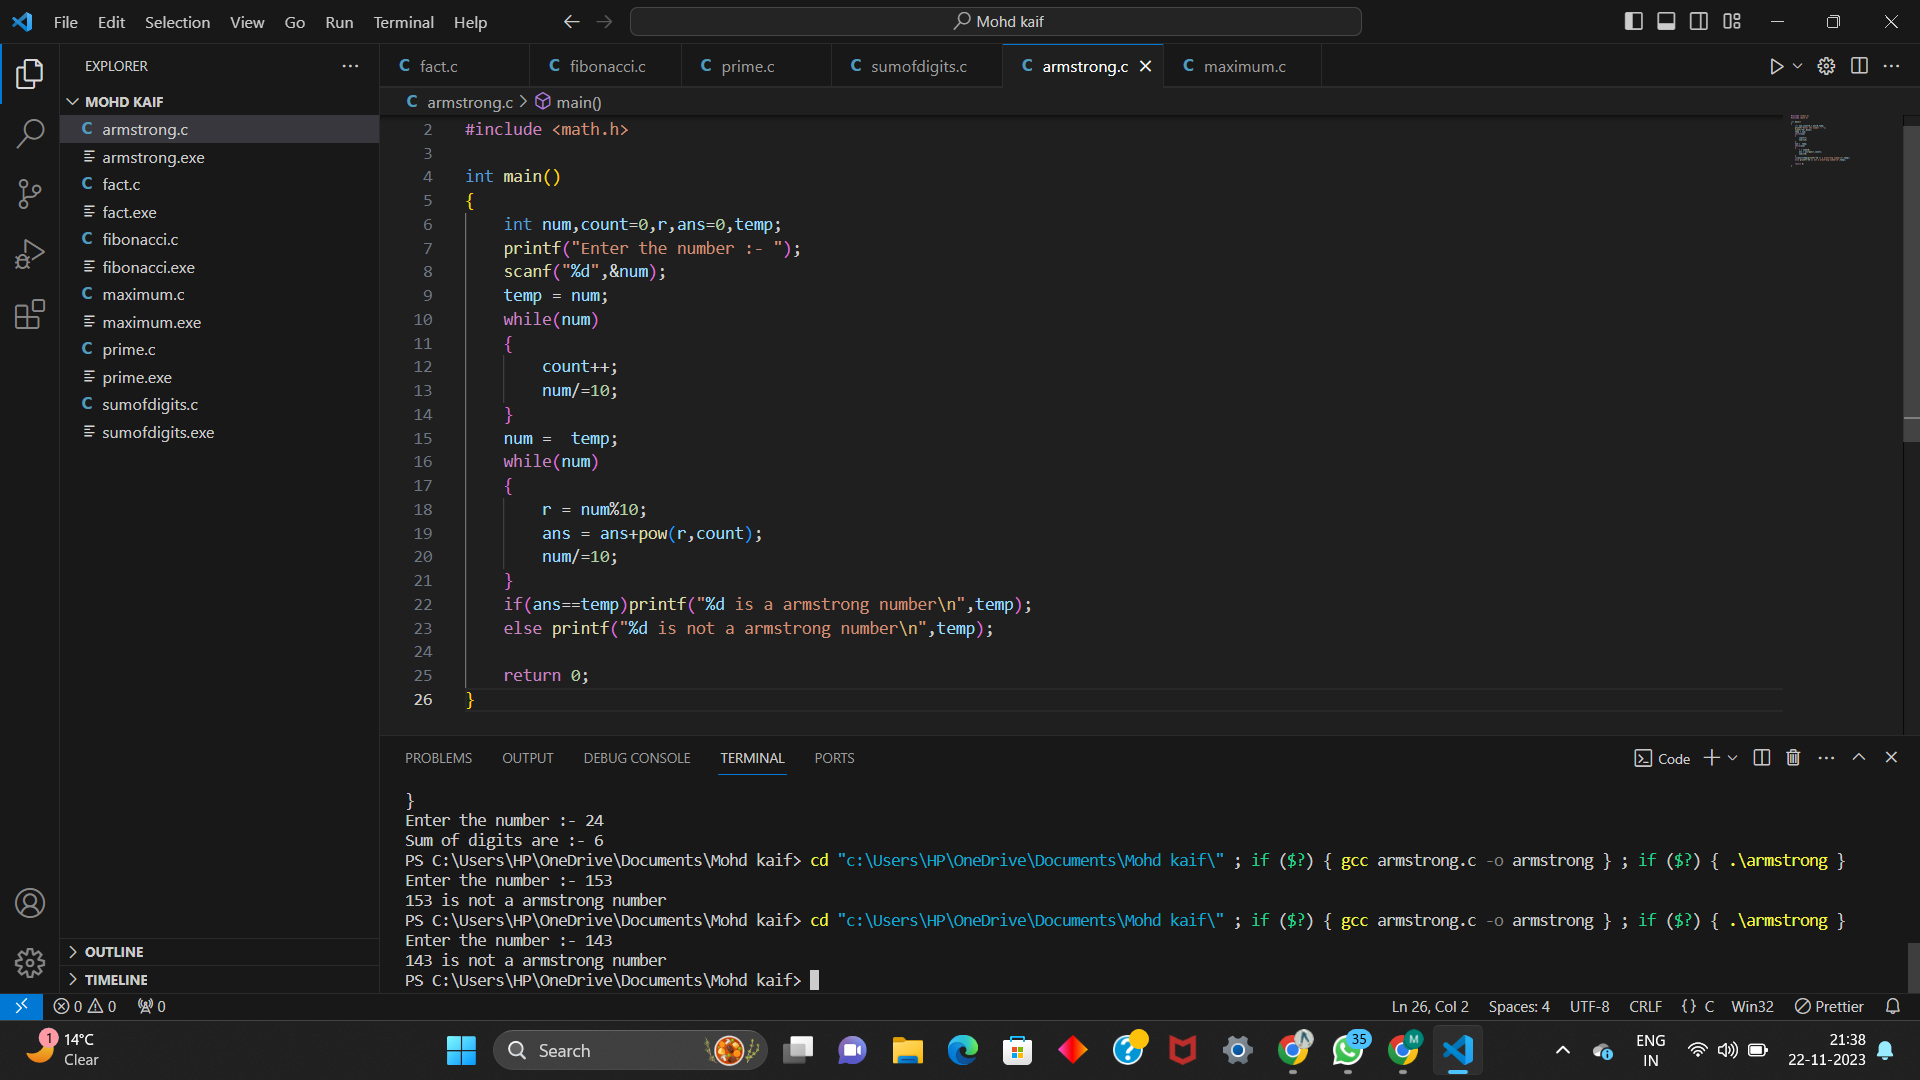 File Edit Selection View Go Run Terminal Help
Mohd kaif
EXPLORER
MOHD KAIF
armstrong.c
armstrong.exe
fact.c
fact.exe
fibonacci.c
fibonacci.exe
maximum.c
maximum.exe
prime.c
prime.exe
sumofdigits.c
sumofdigits.exe
OUTLINE
TIMELINE
C fact.c C fibonacci.c C prime.c C sumofdigits.c C armstrong.c C maximum.c
C armstrong.c > main()
2 #include <math.h>
3
4 int main()
5 {
6 int num,count=0,r,ans=0,temp;
7 printf("Enter the number :- ");
8 scanf("%d",&num);
9 temp = num;
10 while(num)
11 {
12 count++;
13 num/=10;
14 }
15 num =  temp;
16 while(num)
17 {
18 r = num%10;
19 ans = ans+pow(r,count);
20 num/=10;
21 }
22 if(ans==temp)printf("%d is a armstrong number\n",temp);
23 else printf("%d is not a armstrong number\n",temp);
24
25 return 0;
26 }
PROBLEMS OUTPUT DEBUG CONSOLE TERMINAL PORTS
Code
}
Enter the number :- 24
Sum of digits are :- 6
PS C:\Users\HP\OneDrive\Documents\Mohd kaif> cd "c:\Users\HP\OneDrive\Documents\Mohd kaif\" ; if ($?) { gcc armstrong.c -o armstrong } ; if ($?) { .\armstrong }
Enter the number :- 153
153 is not a armstrong number
PS C:\Users\HP\OneDrive\Documents\Mohd kaif> cd "c:\Users\HP\OneDrive\Documents\Mohd kaif\" ; if ($?) { gcc armstrong.c -o armstrong } ; if ($?) { .\armstrong }
Enter the number :- 143
143 is not a armstrong number
PS C:\Users\HP\OneDrive\Documents\Mohd kaif>
0 0 0
Ln 26, Col 2 Spaces: 4 UTF-8 CRLF {} C Win32 Prettier
1 14°C
Clear
Search
35
M
ENG
IN
21:38
22-11-2023